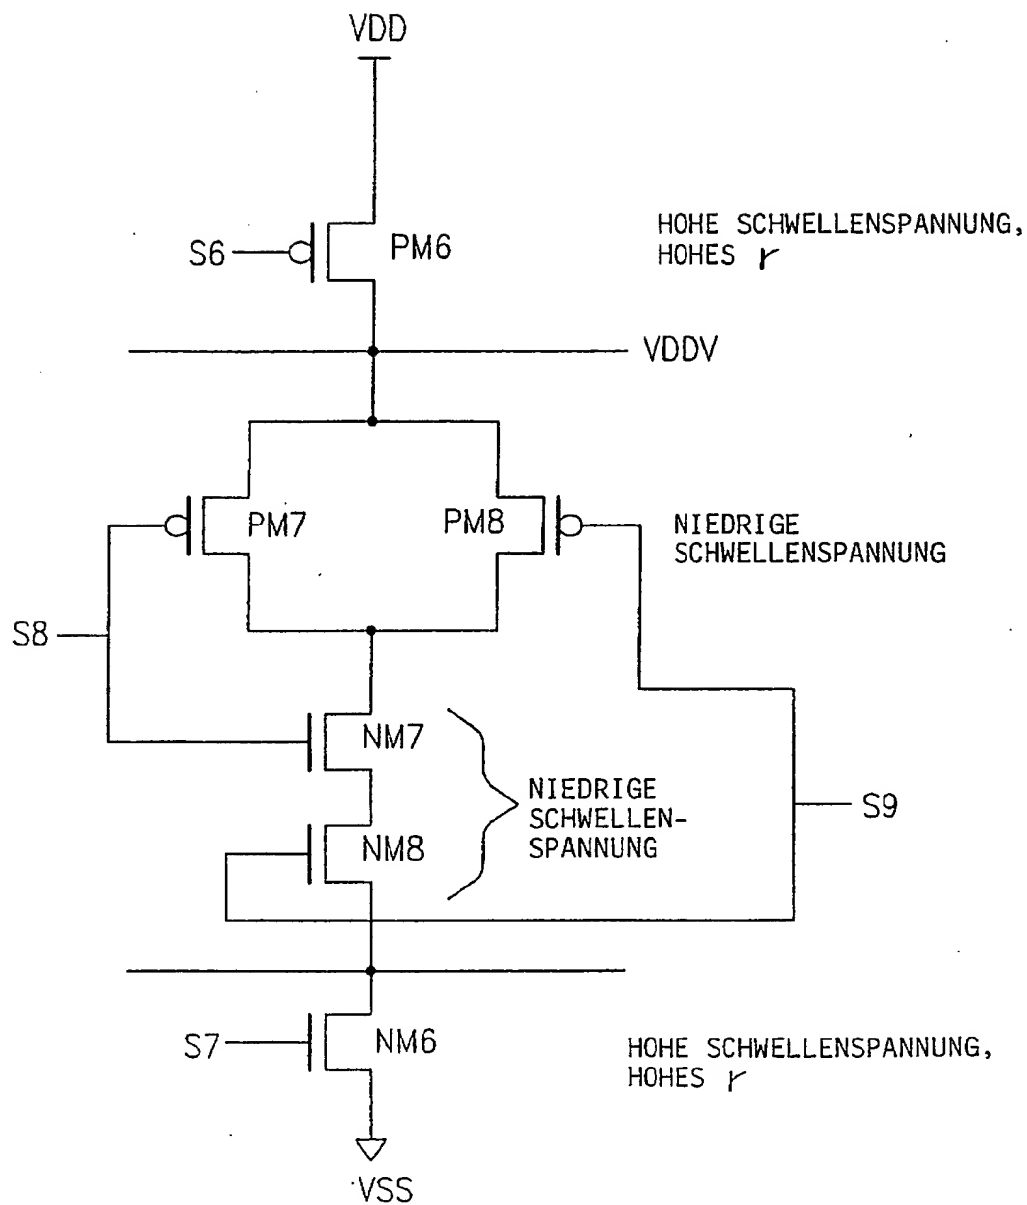 VDD
HOHE SCHWELLENSPANNUNG,
HOHES γ
S6
PM6
VDDV
PM7
PM8
NIEDRIGE
SCHWELLENSPANNUNG
S8
NM7
NIEDRIGE
SCHWELLEN-
SPANNUNG
S9
NM8
S7
NM6
HOHE SCHWELLENSPANNUNG,
HOHES γ
VSS